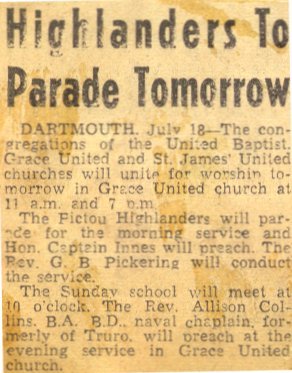 Highlanders To
Parade Tomorrow
DARTMOUTH, July 18—The con-
gregations of the United Baptist,
Grace United and St. James' United
churches will unite for worship to-
morrow in Grace United church at
11 a.m. and 7 p.m.
The Pictou Highlanders will par-
ade for the morning service and
Hon. Captain Innes will preach. The
Rev. G. B. Pickering will conduct
the service.
The Sunday school will meet at
10 o'clock. The Rev. Allison Col-
lins, B.A., B.D., naval chaplain, for-
merly of Truro, will preach at the
evening service in Grace United
church.